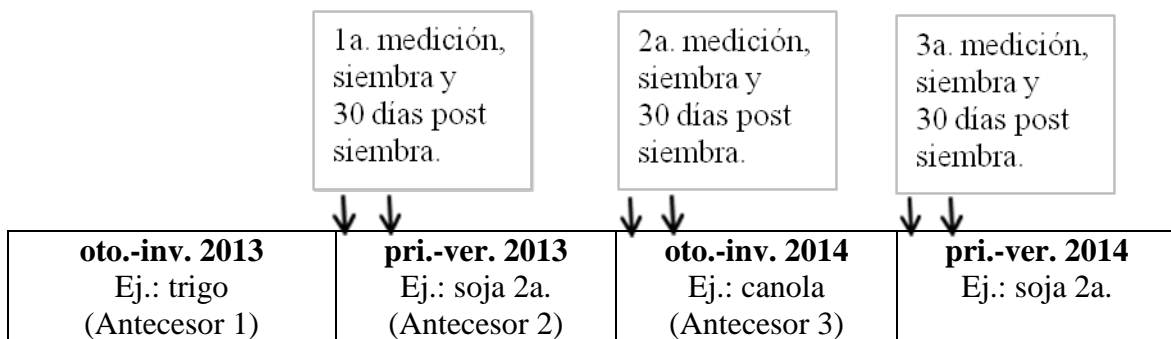 1a. medición,
siembra y
30 días post
siembra.
2a. medición,
siembra y
30 días post
siembra.
3a. medición,
siembra y
30 días post
siembra.
oto.-inv. 2013
Ej.: trigo
(Antecesor 1)
pri.-ver. 2013
Ej.: soja 2a.
(Antecesor 2)
oto.-inv. 2014
Ej.: canola
(Antecesor 3)
pri.-ver. 2014
Ej.: soja 2a.